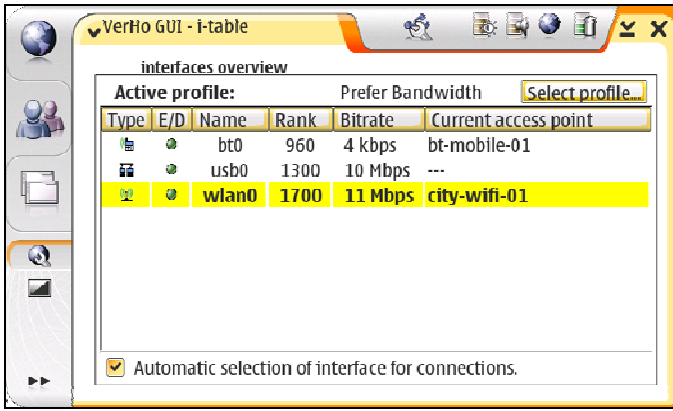 VerHo GUI - i-table
interfaces overview
Active profile: Prefer Bandwidth Select profile...
Type E/D Name Rank Bitrate Current access point
bt0 960 4 kbps bt-mobile-01
usb0 1300 10 Mbps ---
wlan0 1700 11 Mbps city-wifi-01
Automatic selection of interface for connections.